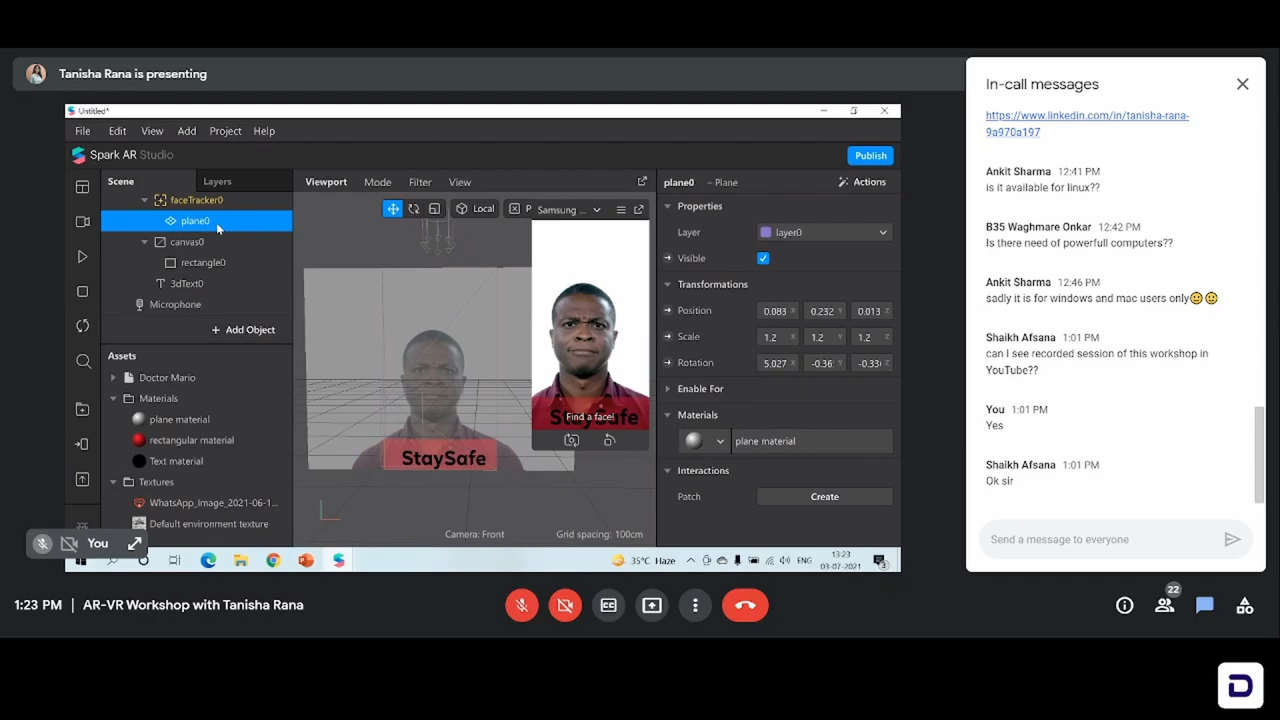 Tanisha Rana is presenting
Untitled*
File Edit View Add Project Help
Spark AR Studio
Publish
Scene Layers
faceTracker0
plane0
canvas0
rectangle0
3dText0
Microphone
+ Add Object
Assets
Doctor Mario
Materials
plane material
rectangular material
Text material
Textures
WhatsApp_Image_2021-06-1...
Default environment texture
Viewport Mode Filter View
Local
P Samsung ...
StaySafe
StaySafe
Find a face!
Camera: Front
Grid spacing: 100cm
plane0 – Plane
Actions
Properties
Layer layer0
Visible
Transformations
Position 0.083 X 0.232 Y 0.013 Z
Scale 1.2 X 1.2 Y 1.2 Z
Rotation 5.027 X -0.36 Y -0.33 Z
Enable For
Materials
plane material
Interactions
Patch Create
You
35°C Haze
ENG
13:23
03-07-2021
In-call messages
https://www.linkedin.com/in/tanisha-rana-
9a970a197
Ankit Sharma 12:41 PM
is it available for linux??
B35 Waghmare Onkar 12:42 PM
Is there need of powerfull computers??
Ankit Sharma 12:46 PM
sadly it is for windows and mac users only
Shaikh Afsana 1:01 PM
can I see recorded session of this workshop in
YouTube??
You 1:01 PM
Yes
Shaikh Afsana 1:01 PM
Ok sir
Send a message to everyone
1:23 PM | AR-VR Workshop with Tanisha Rana
22